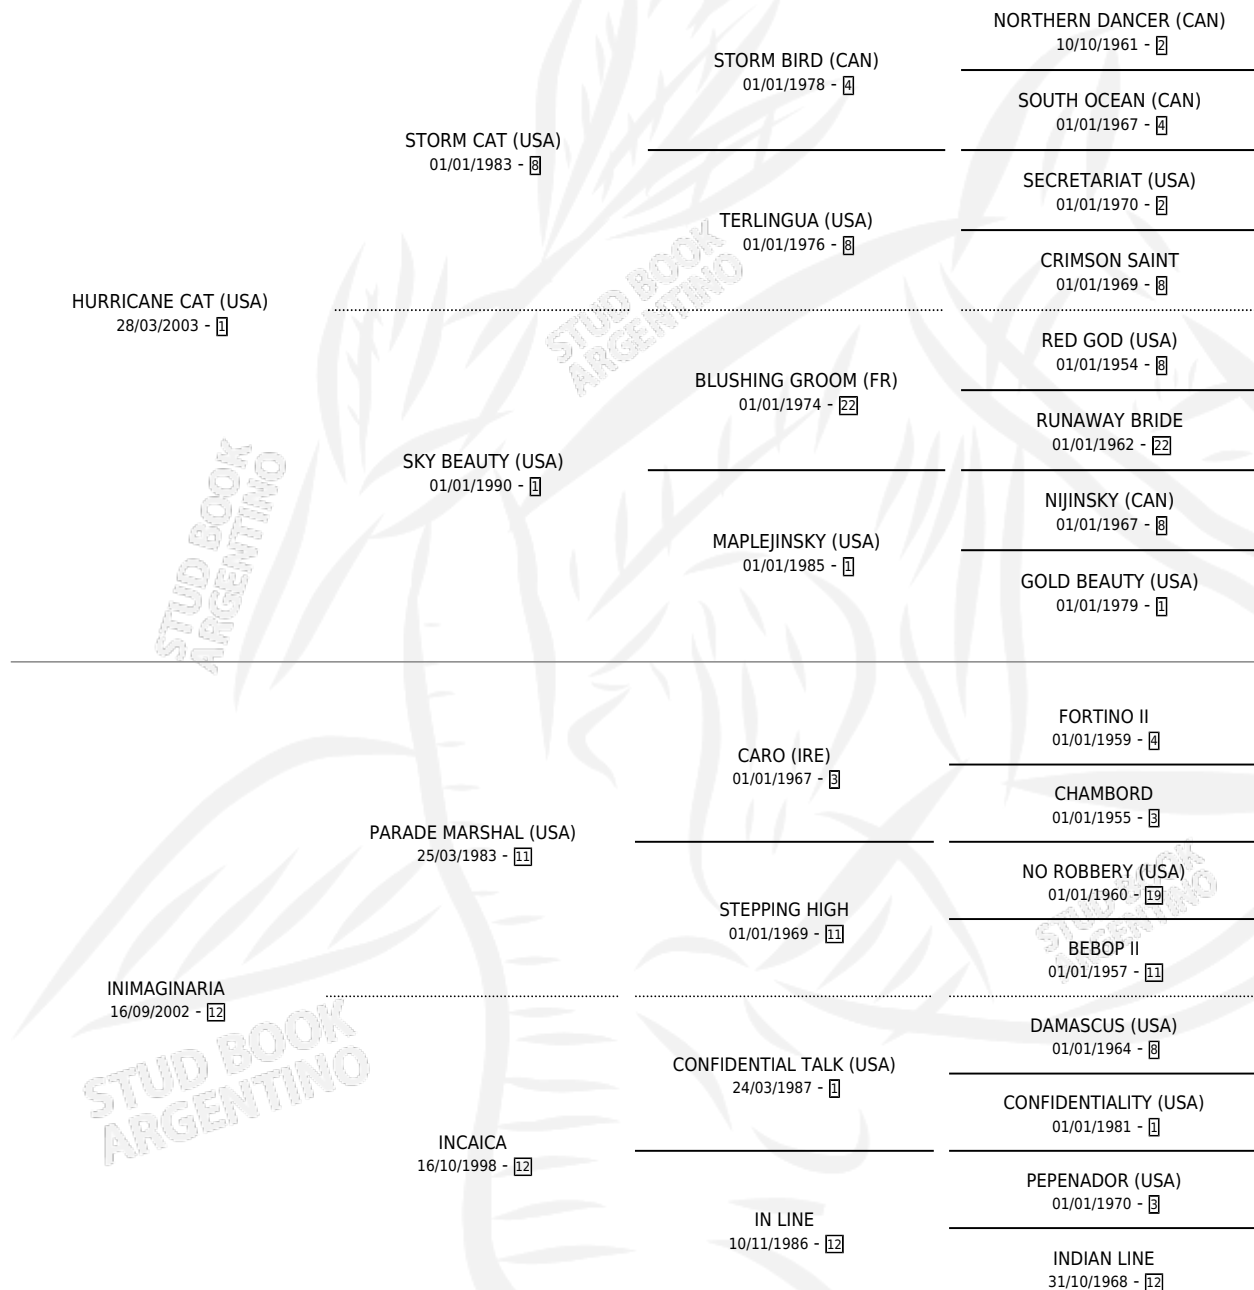 NORTHERN DANCER (CAN)
10/10/1961 - 2
STORM BIRD (CAN)
01/01/1978 - 4
SOUTH OCEAN (CAN)
01/01/1967 - 4
STORM CAT (USA)
01/01/1983 - 8
SECRETARIAT (USA)
01/01/1970 - 2
TERLINGUA (USA)
01/01/1976 - 8
CRIMSON SAINT
01/01/1969 - 8
HURRICANE CAT (USA)
28/03/2003 - 1
RED GOD (USA)
01/01/1954 - 8
BLUSHING GROOM (FR)
01/01/1974 - 22
RUNAWAY BRIDE
01/01/1962 - 22
SKY BEAUTY (USA)
01/01/1990 - 1
NIJINSKY (CAN)
01/01/1967 - 8
MAPLEJINSKY (USA)
01/01/1985 - 1
GOLD BEAUTY (USA)
01/01/1979 - 1
FORTINO II
01/01/1959 - 4
CARO (IRE)
01/01/1967 - 3
CHAMBORD
01/01/1955 - 3
PARADE MARSHAL (USA)
25/03/1983 - 11
NO ROBBERY (USA)
01/01/1960 - 19
STEPPING HIGH
01/01/1969 - 11
BEBOP II
01/01/1957 - 11
INIMAGINARIA
16/09/2002 - 12
DAMASCUS (USA)
01/01/1964 - 8
CONFIDENTIAL TALK (USA)
24/03/1987 - 1
CONFIDENTIALITY (USA)
01/01/1981 - 1
INCAICA
16/10/1998 - 12
PEPENADOR (USA)
01/01/1970 - 3
IN LINE
10/11/1986 - 12
INDIAN LINE
31/10/1968 - 12
STUD BOOK
ARGENTINO
STUD BOOK
ARGENTINO
STUD BOOK
ARGENTINO
STUD BOOK
ARGENTINO